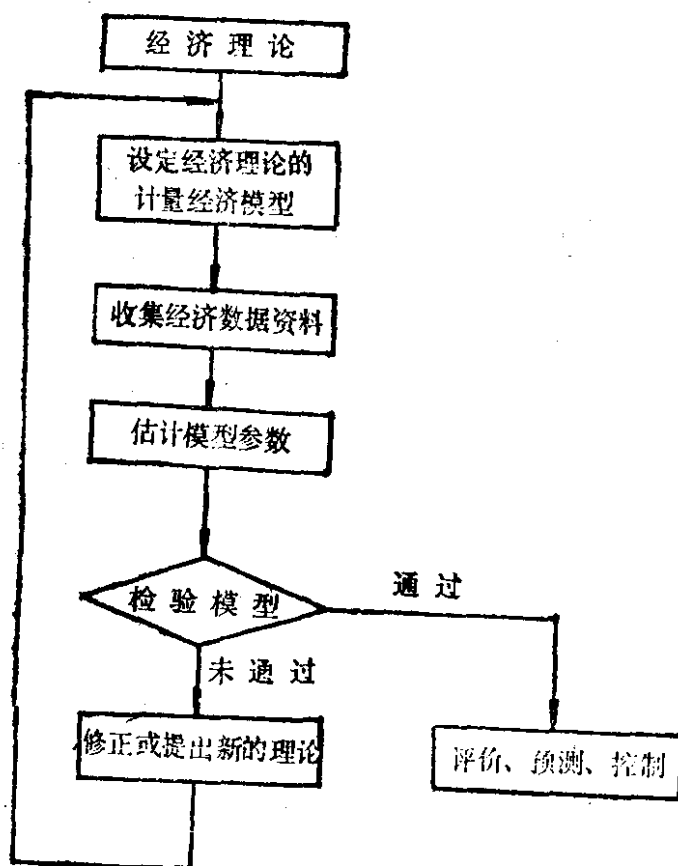 经济理论
设定经济理论的
计量经济模型
收集经济数据资料
估计模型参数
检验模型
通过
未通过
修正或提出新的理论
评价、预测、控制